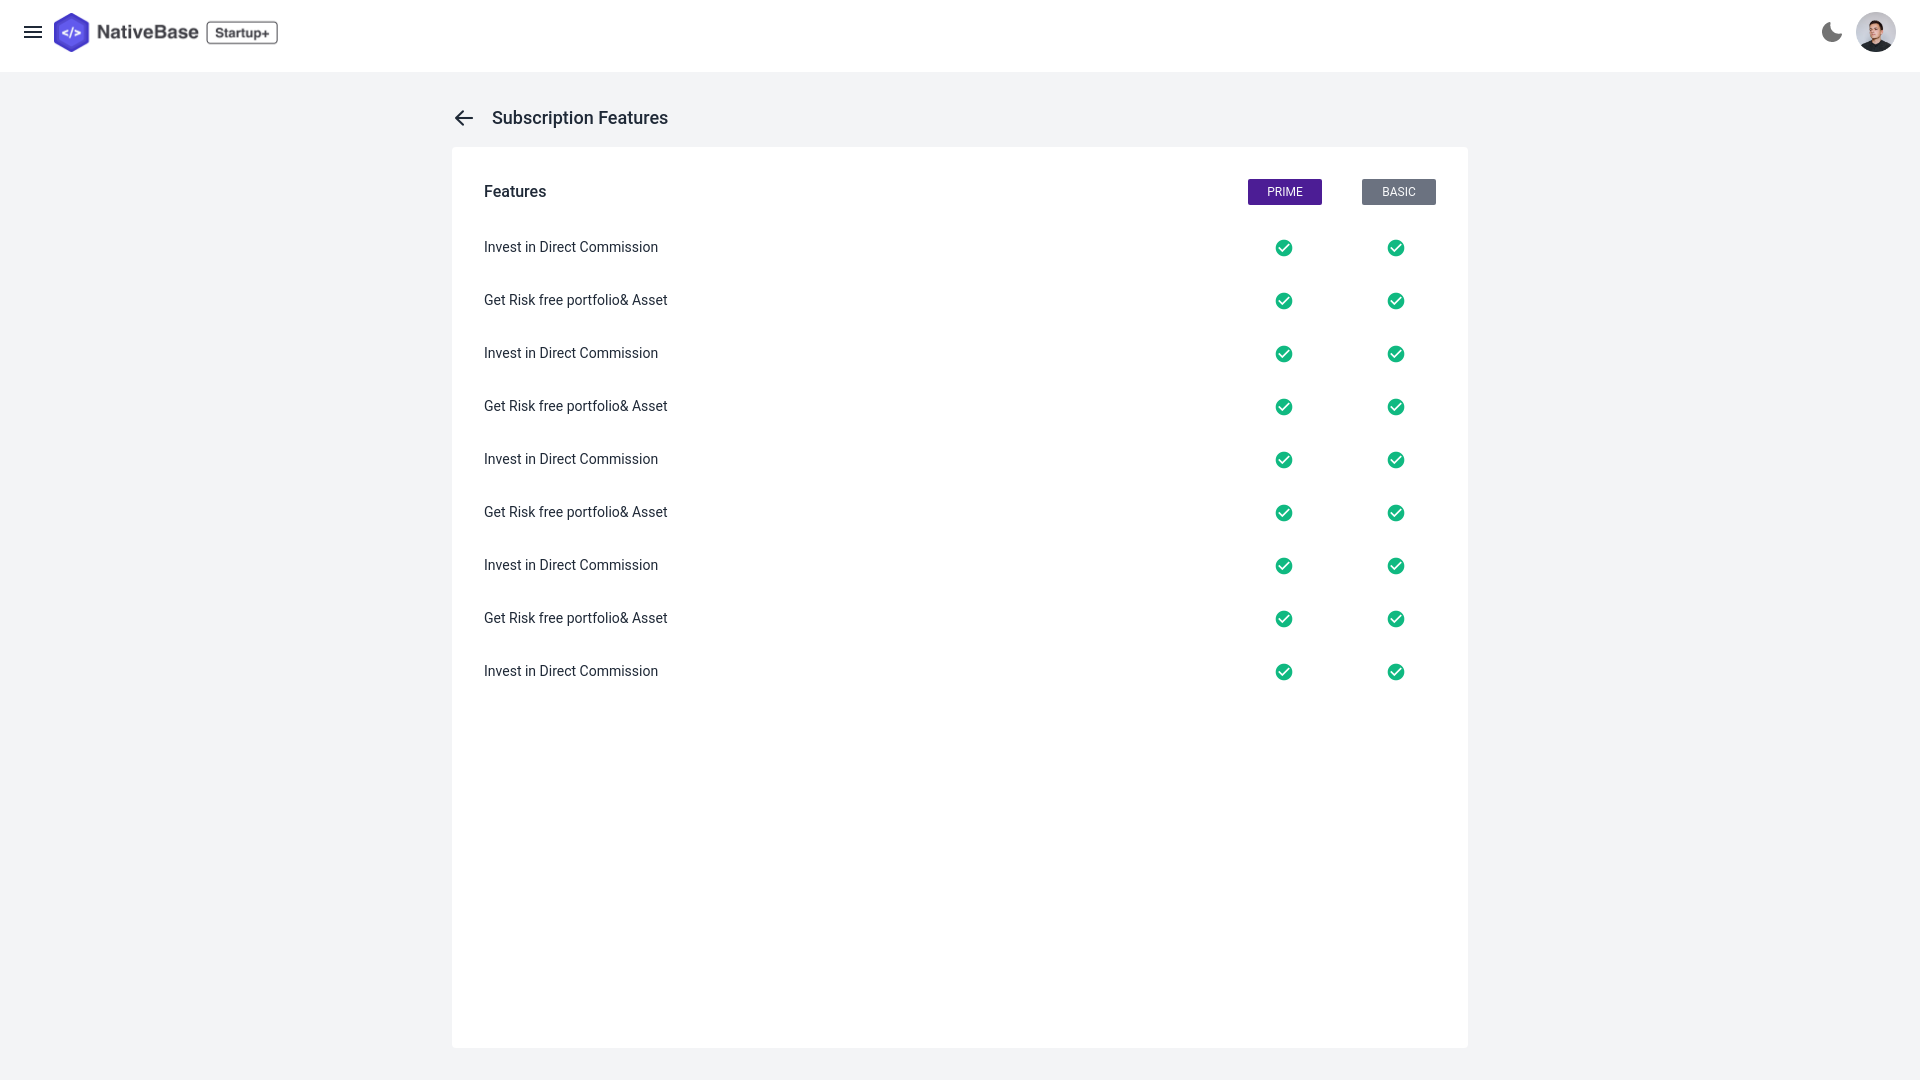 </> NativeBase Startup+
Subscription Features
Features PRIME BASIC
Invest in Direct Commission
Get Risk free portfolio& Asset
Invest in Direct Commission
Get Risk free portfolio& Asset
Invest in Direct Commission
Get Risk free portfolio& Asset
Invest in Direct Commission
Get Risk free portfolio& Asset
Invest in Direct Commission